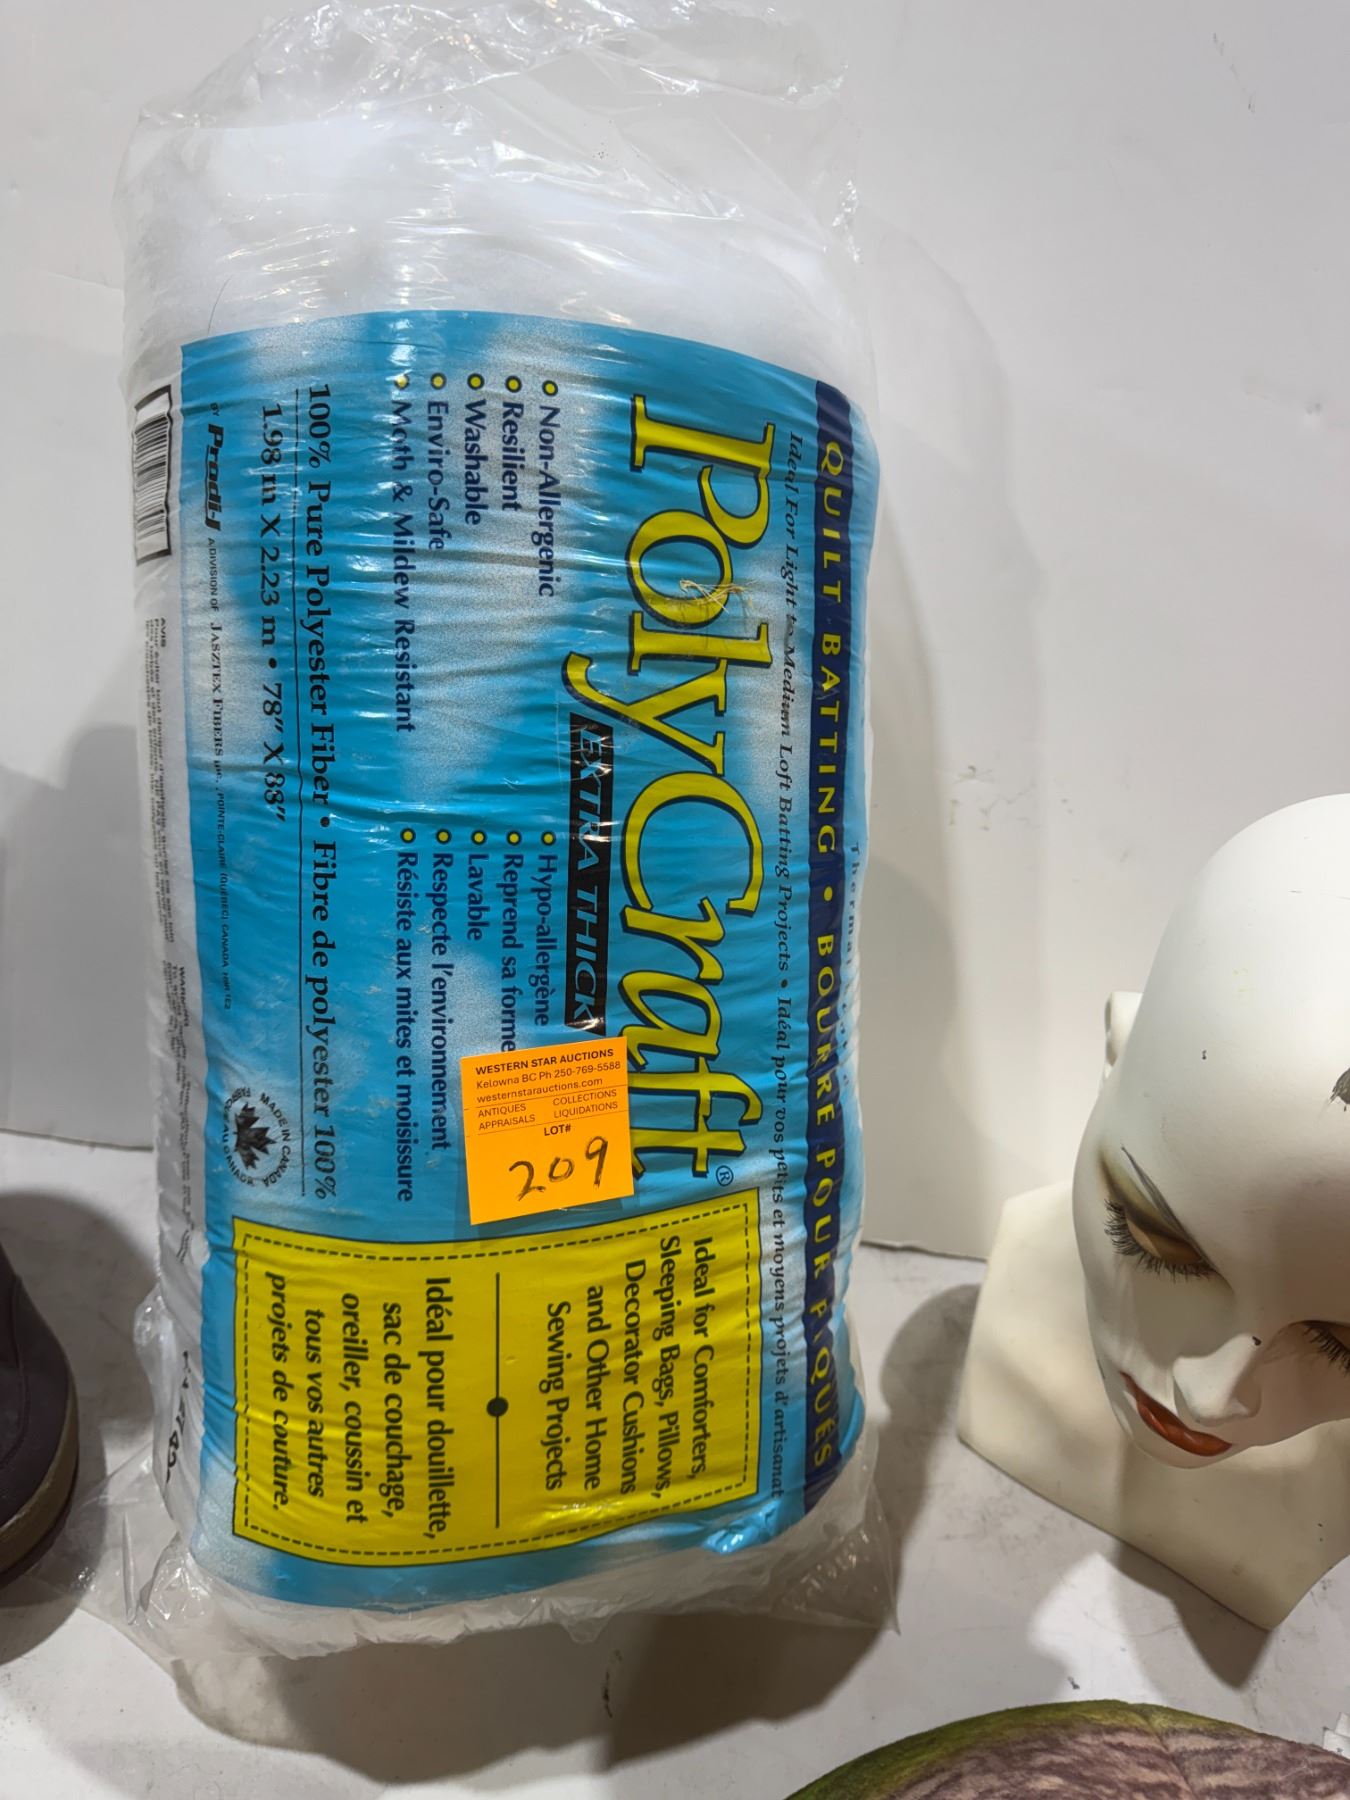 QUILT BATTING • BOURRE POUR PIQUÉS
Ideal For Light to Medium Loft Batting Projects • Idéal pour vos petits et moyens projets d'artisanat
PolyCraft®
EXTRA THICK
• Non-Allergenic
• Resilient
• Washable
• Enviro-Safe
• Moth & Mildew Resistant
• Hypo-allergène
• Reprend sa forme
• Lavable
• Respecte l'environnement
• Résiste aux mites et moisissure
100% Pure Polyester Fiber • Fibre de polyester 100%
1.98 m X 2.23 m • 78" X 88"
BY Prodi-J A DIVISION OF JASZTEX FIBERS INC., POINTE-CLAIRE (QUEBEC) CANADA H9R 1E2
MADE IN CANADA
Ideal for Comforters,
Sleeping Bags, Pillows,
Decorator Cushions
and Other Home
Sewing Projects
Idéal pour douillette,
sac de couchage,
oreiller, coussin et
tous vos autres
projets de couture.
WESTERN STAR AUCTIONS
Kelowna BC Ph 250-769-5588
westernstarauctions.com
ANTIQUES COLLECTIONS
APPRAISALS LIQUIDATIONS
LOT#
209
AVIS
WARNING